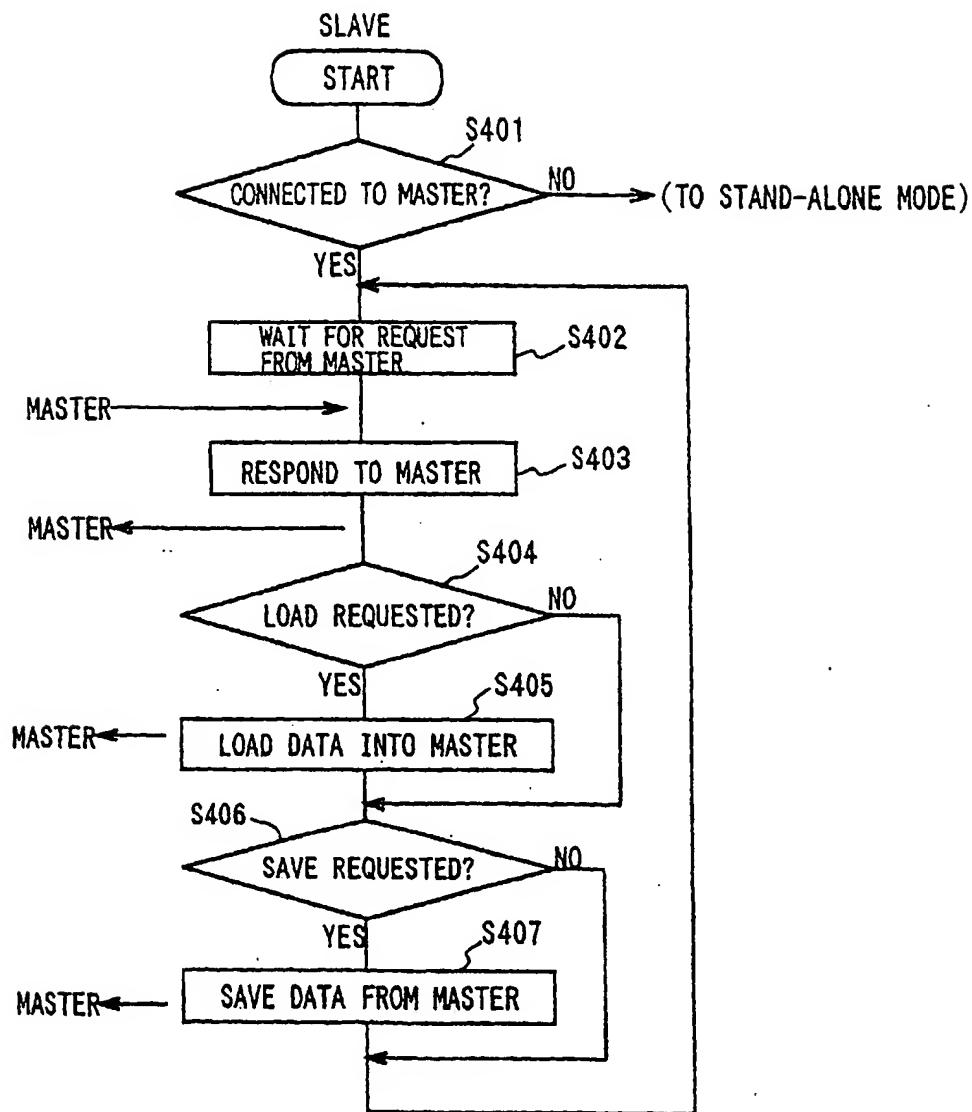 SLAVE
START
S401
CONNECTED TO MASTER?
NO
(TO STAND-ALONE MODE)
YES
WAIT FOR REQUEST
FROM MASTER
S402
MASTER
RESPOND TO MASTER
S403
MASTER
S404
LOAD REQUESTED?
NO
YES
S405
MASTER
LOAD DATA INTO MASTER
S406
SAVE REQUESTED?
NO
YES
S407
MASTER
SAVE DATA FROM MASTER